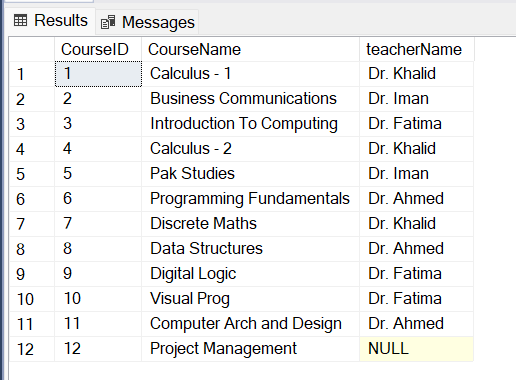 Results Messages
CourseID CourseName teacherName
1 1 Calculus - 1 Dr. Khalid
2 2 Business Communications Dr. Iman
3 3 Introduction To Computing Dr. Fatima
4 4 Calculus - 2 Dr. Khalid
5 5 Pak Studies Dr. Iman
6 6 Programming Fundamentals Dr. Ahmed
7 7 Discrete Maths Dr. Khalid
8 8 Data Structures Dr. Ahmed
9 9 Digital Logic Dr. Fatima
10 10 Visual Prog Dr. Fatima
11 11 Computer Arch and Design Dr. Ahmed
12 12 Project Management NULL